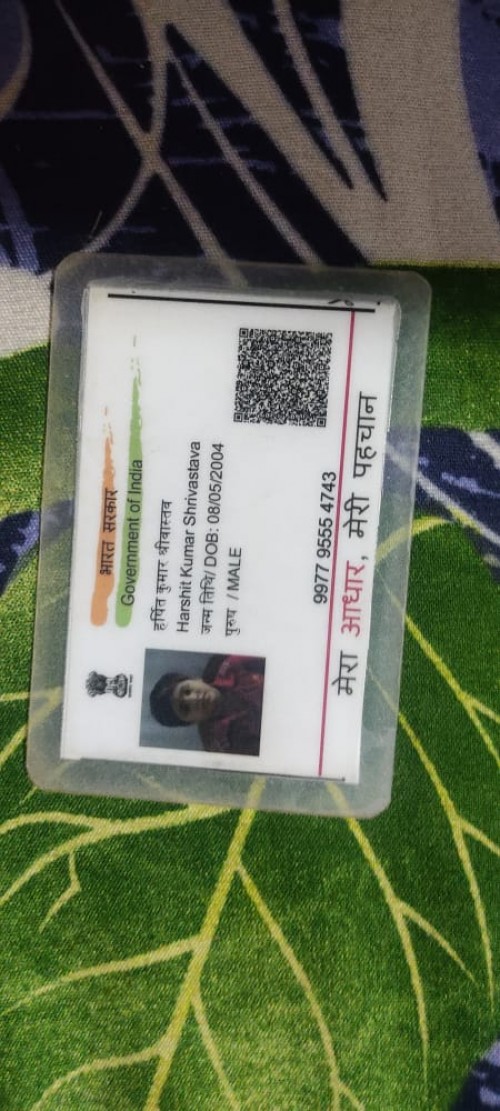 भारत सरकार
Government of India
हर्षित कुमार श्रीवास्तव
Harshit Kumar Shrivastava
जन्म तिथि/ DOB: 08/05/2004
पुरुष / MALE
9977 9555 4743
मेरा आधार, मेरी पहचान